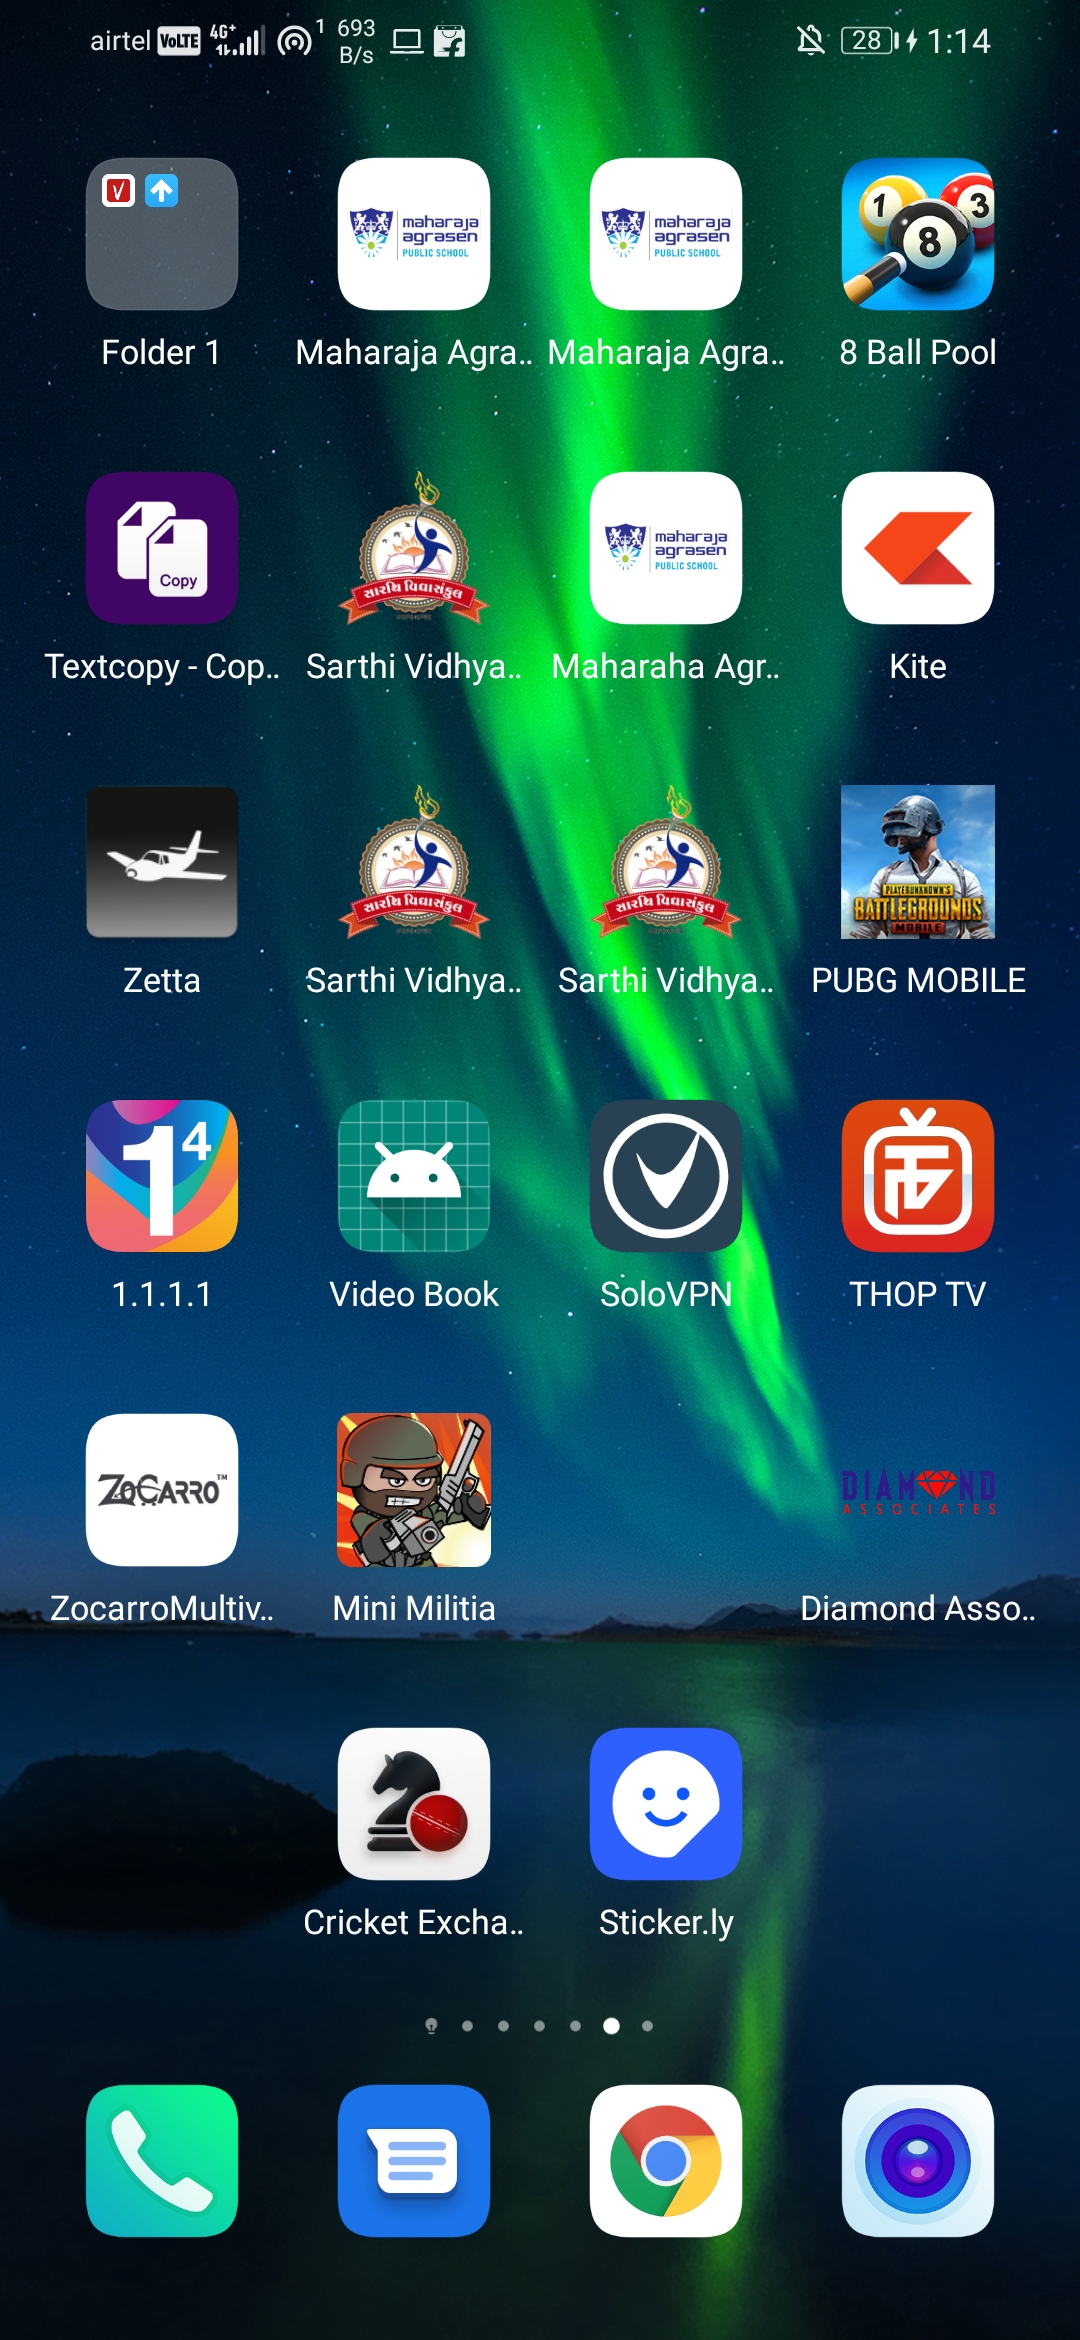 airtel VoLTE 4G+ 1 693 B/s 28 1:14
maharaja agrasen PUBLIC SCHOOL
maharaja agrasen PUBLIC SCHOOL
1 8 3
Folder 1 Maharaja Agra.. Maharaja Agra.. 8 Ball Pool
Copy
સારથિ વિદ્યાસંકુલ
maharaja agrasen PUBLIC SCHOOL
Textcopy - Cop.. Sarthi Vidhya.. Maharaha Agr.. Kite
સારથિ વિદ્યાસંકુલ
સારથિ વિદ્યાસંકુલ
PLAYERUNKNOWN'S BATTLEGROUNDS MOBILE
Zetta Sarthi Vidhya.. Sarthi Vidhya.. PUBG MOBILE
1 4
1.1.1.1 Video Book SoloVPN THOP TV
ZoCARRO™
DIAMOND ASSOCIATES
ZocarroMultiv.. Mini Militia Diamond Asso..
Cricket Excha.. Sticker.ly